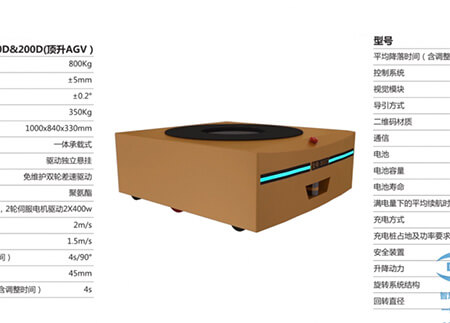 0D&200D(顶升AGV)
800Kg
±5mm
±0.2°
350Kg
1000x840x330mm
一体承载式
驱动独立悬挂
免维护双轮差速驱动
聚氨酯
, 2轮伺服电机驱动2X400w
2m/s
1.5m/s
时间) 4s/90°
45mm
含调整时间) 4s
型号
平均降落时间(含调整
控制系统
视觉模块
导引方式
二维码材质
通信
电池
电池容量
电池寿命
满电量下的平均续航时
充电方式
充电桩占地及功率要求
安全装置
升降动力
旋转系统结构
回转直径